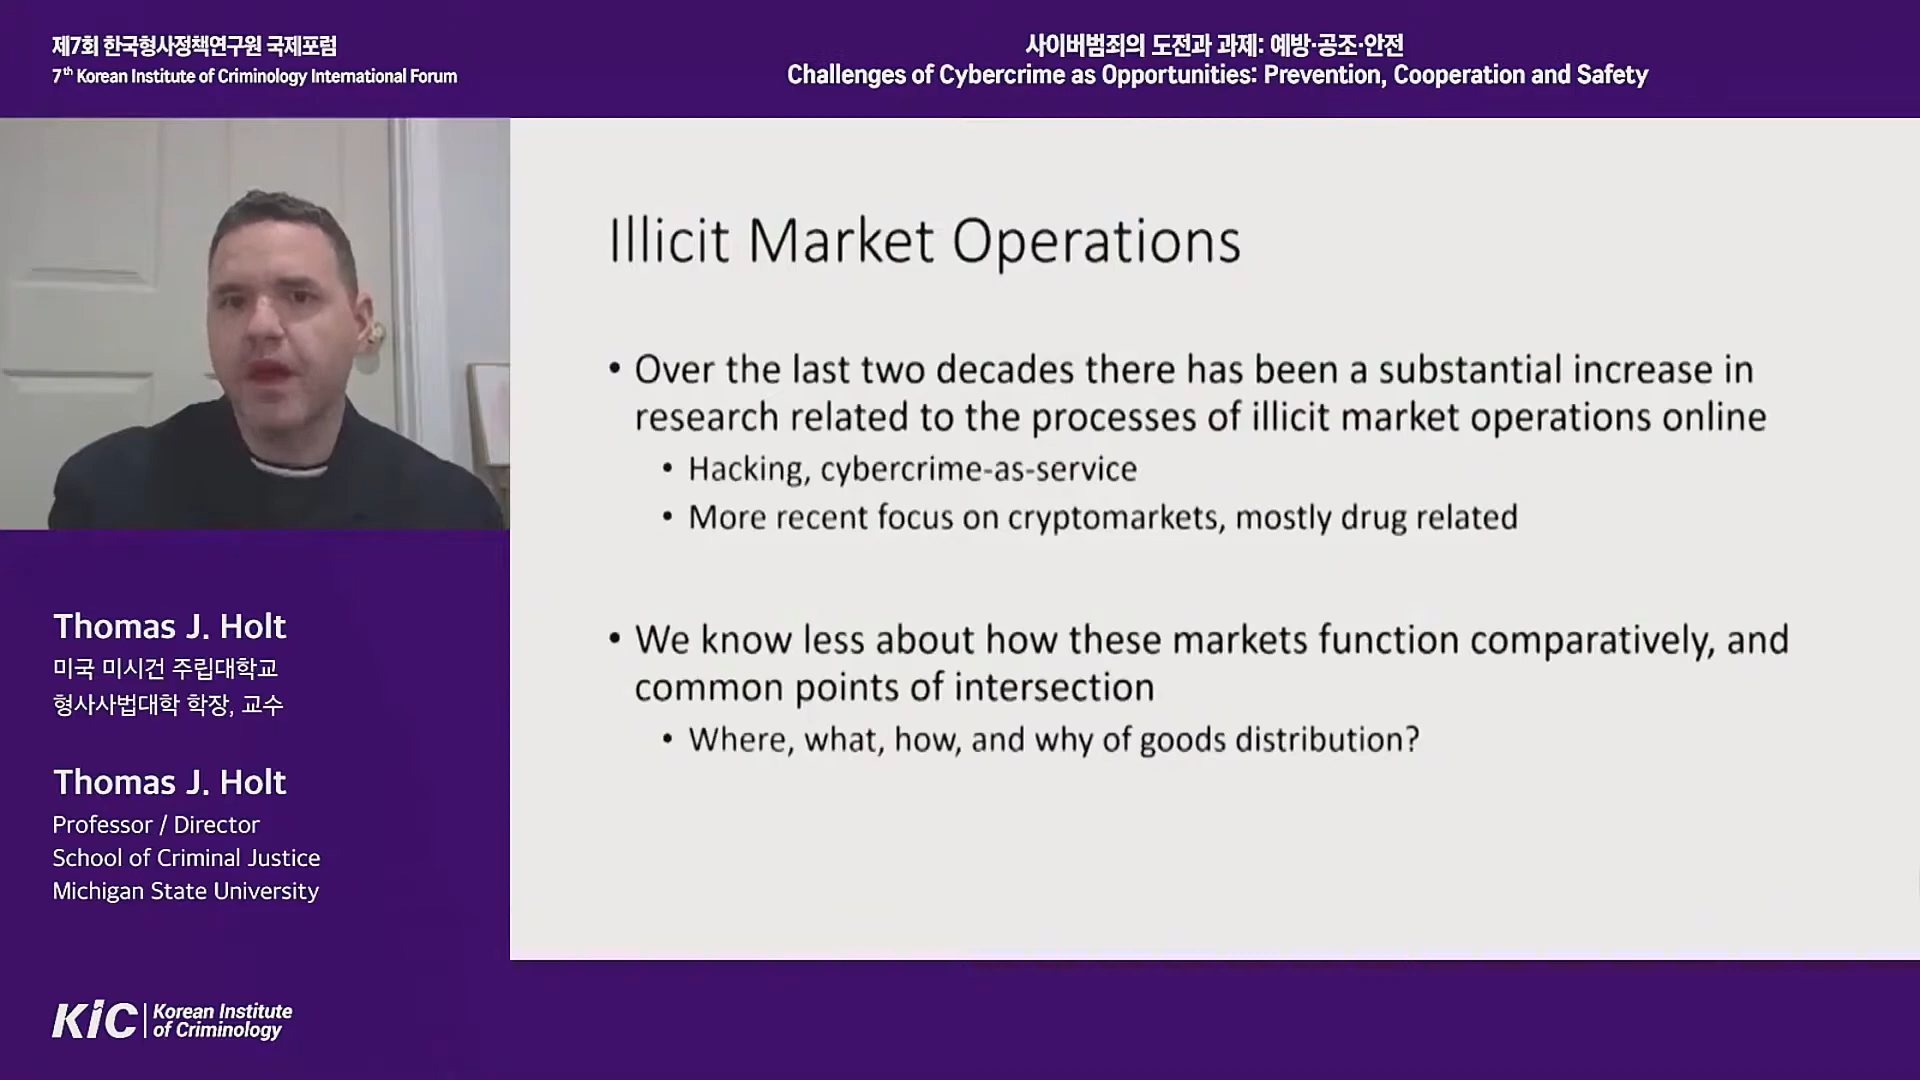 제7회 한국형사정책연구원 국제포럼
7th Korean Institute of Criminology International Forum
사이버범죄의 도전과 과제: 예방·공조·안전
Challenges of Cybercrime as Opportunities: Prevention, Cooperation and Safety
Illicit Market Operations
• Over the last two decades there has been a substantial increase in
research related to the processes of illicit market operations online
• Hacking, cybercrime-as-service
• More recent focus on cryptomarkets, mostly drug related
• We know less about how these markets function comparatively, and
common points of intersection
• Where, what, how, and why of goods distribution?
Thomas J. Holt
미국 미시건 주립대학교
형사사법대학 학장, 교수
Thomas J. Holt
Professor / Director
School of Criminal Justice
Michigan State University
KiC Korean Institute
of Criminology